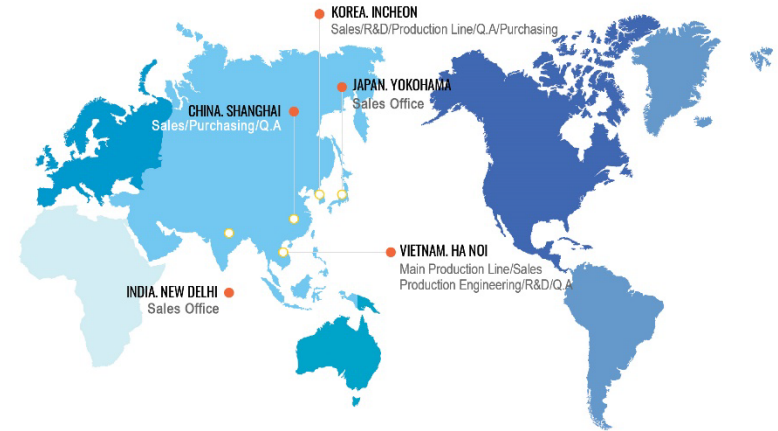 KOREA. INCHEON
Sales/R&D/Production Line/Q.A/Purchasing
JAPAN. YOKOHAMA
Sales Office
CHINA. SHANGHAI
Sales/Purchasing/Q.A
VIETNAM. HA NOI
Main Production Line/Sales
Production Engineering/R&D/Q.A
INDIA. NEW DELHI
Sales Office